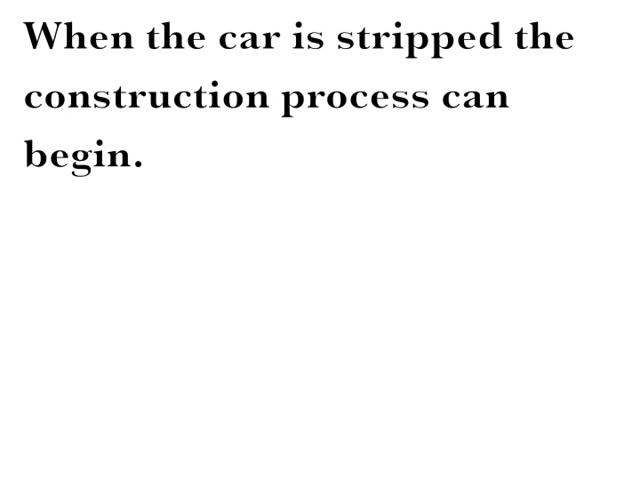 When the car is stripped the
construction process can
begin.